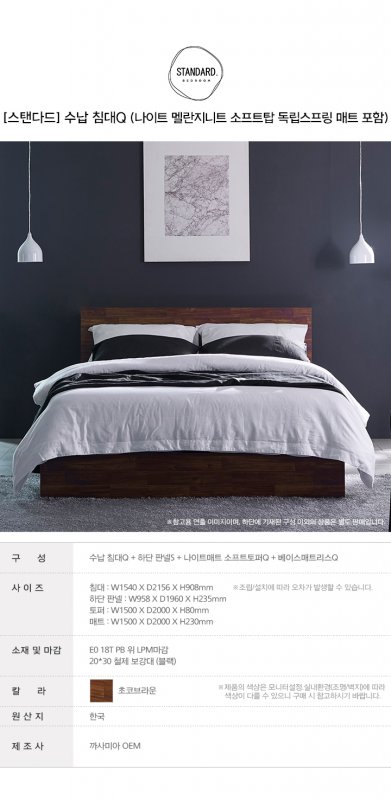 STANDARD.
BEDROOM
[스탠다드] 수납 침대Q (나이트 멜란지니트 소프트탑 독립스프링 매트 포함)
※참고용 연출 이미지이며, 하단에 기재된 구성 이외의 상품은 별도 판매입니다.
구 성 수납 침대Q + 하단 판넬S + 나이트매트 소프트토퍼Q + 베이스매트리스Q
사 이 즈 침대 : W1540 X D2156 X H908mm ※조립/설치에 따라 오차가 발생할 수 있습니다.
하단 판넬 : W958 X D1960 X H235mm
토퍼 : W1500 X D2000 X H80mm
매트 : W1500 X D2000 X H230mm
소재 및 마감 E0 18T PB 위 LPM마감
20*30 철제 보강대 (블랙)
칼 라 초코브라운 ※제품의 색상은 모니터설정,실내환경(조명/벽지)에 따라
색상이 다를 수 있으니 구매 시 참고하시기 바랍니다.
원 산 지 한국
제 조 사 까사미아 OEM